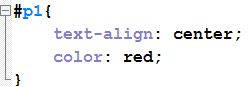 #p1{
text-align: center;
color: red;
}